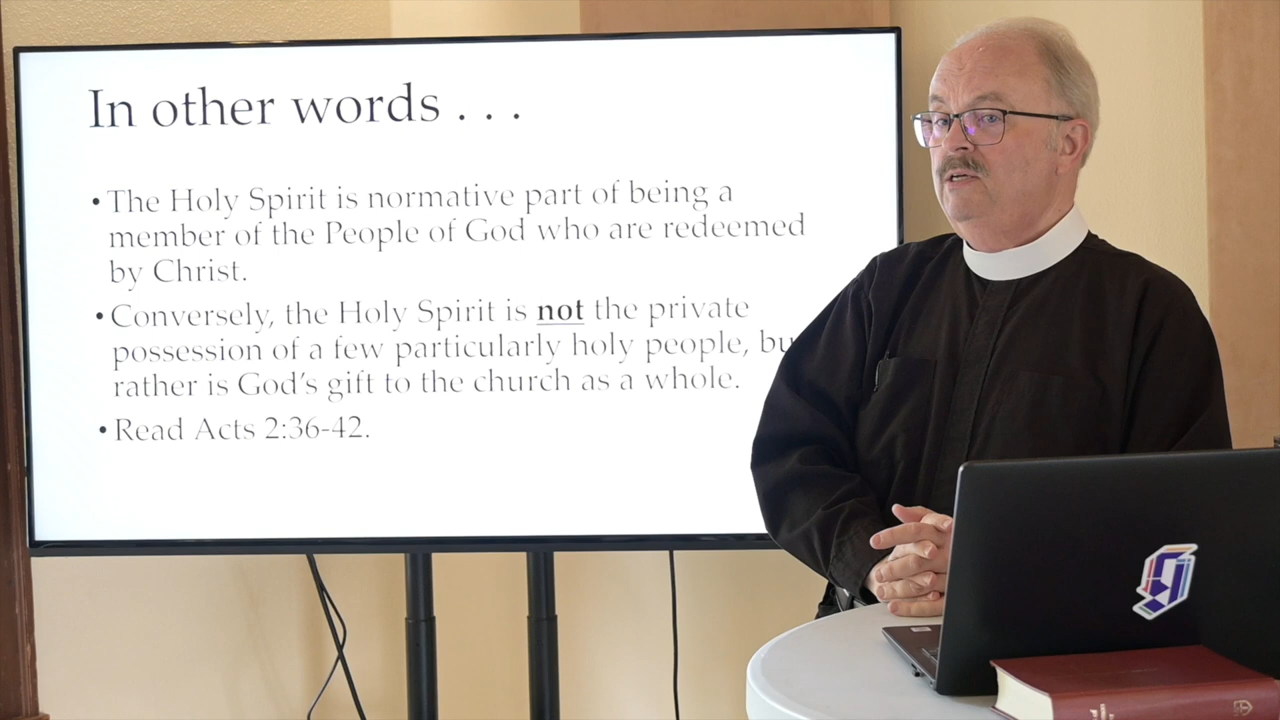 In other words . . .
• The Holy Spirit is normative part of being a
member of the People of God who are redeemed
by Christ.
• Conversely, the Holy Spirit is not the private
possession of a few particularly holy people, bu
rather is God's gift to the church as a whole.
• Read Acts 2:36-42.